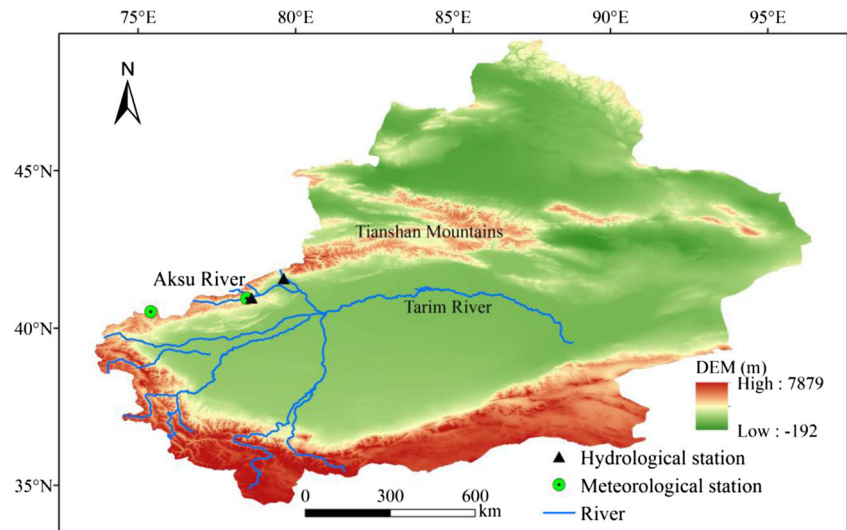 75°E 80°E 85°E 90°E 95°E
N
45°N
Tianshan Mountains
Aksu River
Tarim River
40°N
DEM (m)
High : 7879
Low : -192
Hydrological station
Meteorological station
River
35°N
0 300 600
km